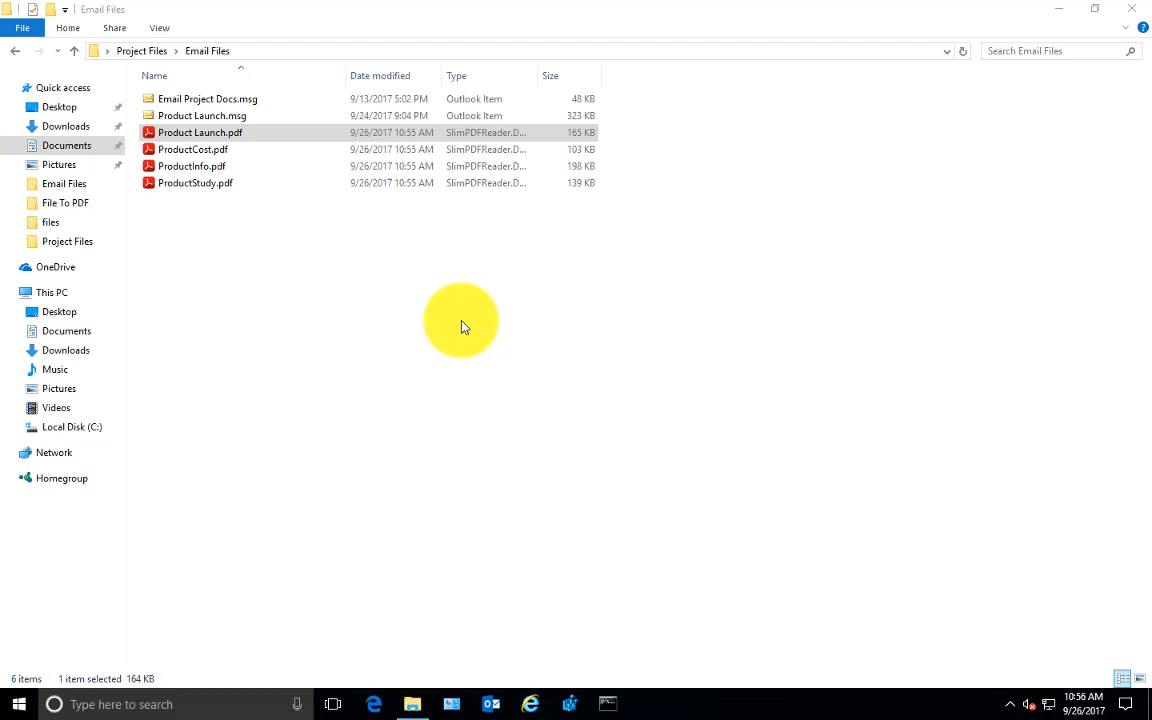 Email Files
File Home Share View
Project Files Email Files Search Email Files
Name Date modified Type Size
Quick access
Desktop
Downloads
Documents
Pictures
Email Files
File To PDF
files
Project Files
OneDrive
This PC
Desktop
Documents
Downloads
Music
Pictures
Videos
Local Disk (C:)
Network
Homegroup
Email Project Docs.msg 9/13/2017 5:02 PM Outlook Item 48 KB
Product Launch.msg 9/24/2017 9:04 PM Outlook Item 323 KB
Product Launch.pdf 9/26/2017 10:55 AM SlimPDFReader.D... 165 KB
ProductCost.pdf 9/26/2017 10:55 AM SlimPDFReader.D... 103 KB
ProductInfo.pdf 9/26/2017 10:55 AM SlimPDFReader.D... 198 KB
ProductStudy.pdf 9/26/2017 10:55 AM SlimPDFReader.D... 139 KB
6 items 1 item selected 164 KB
Type here to search
10:56 AM
9/26/2017